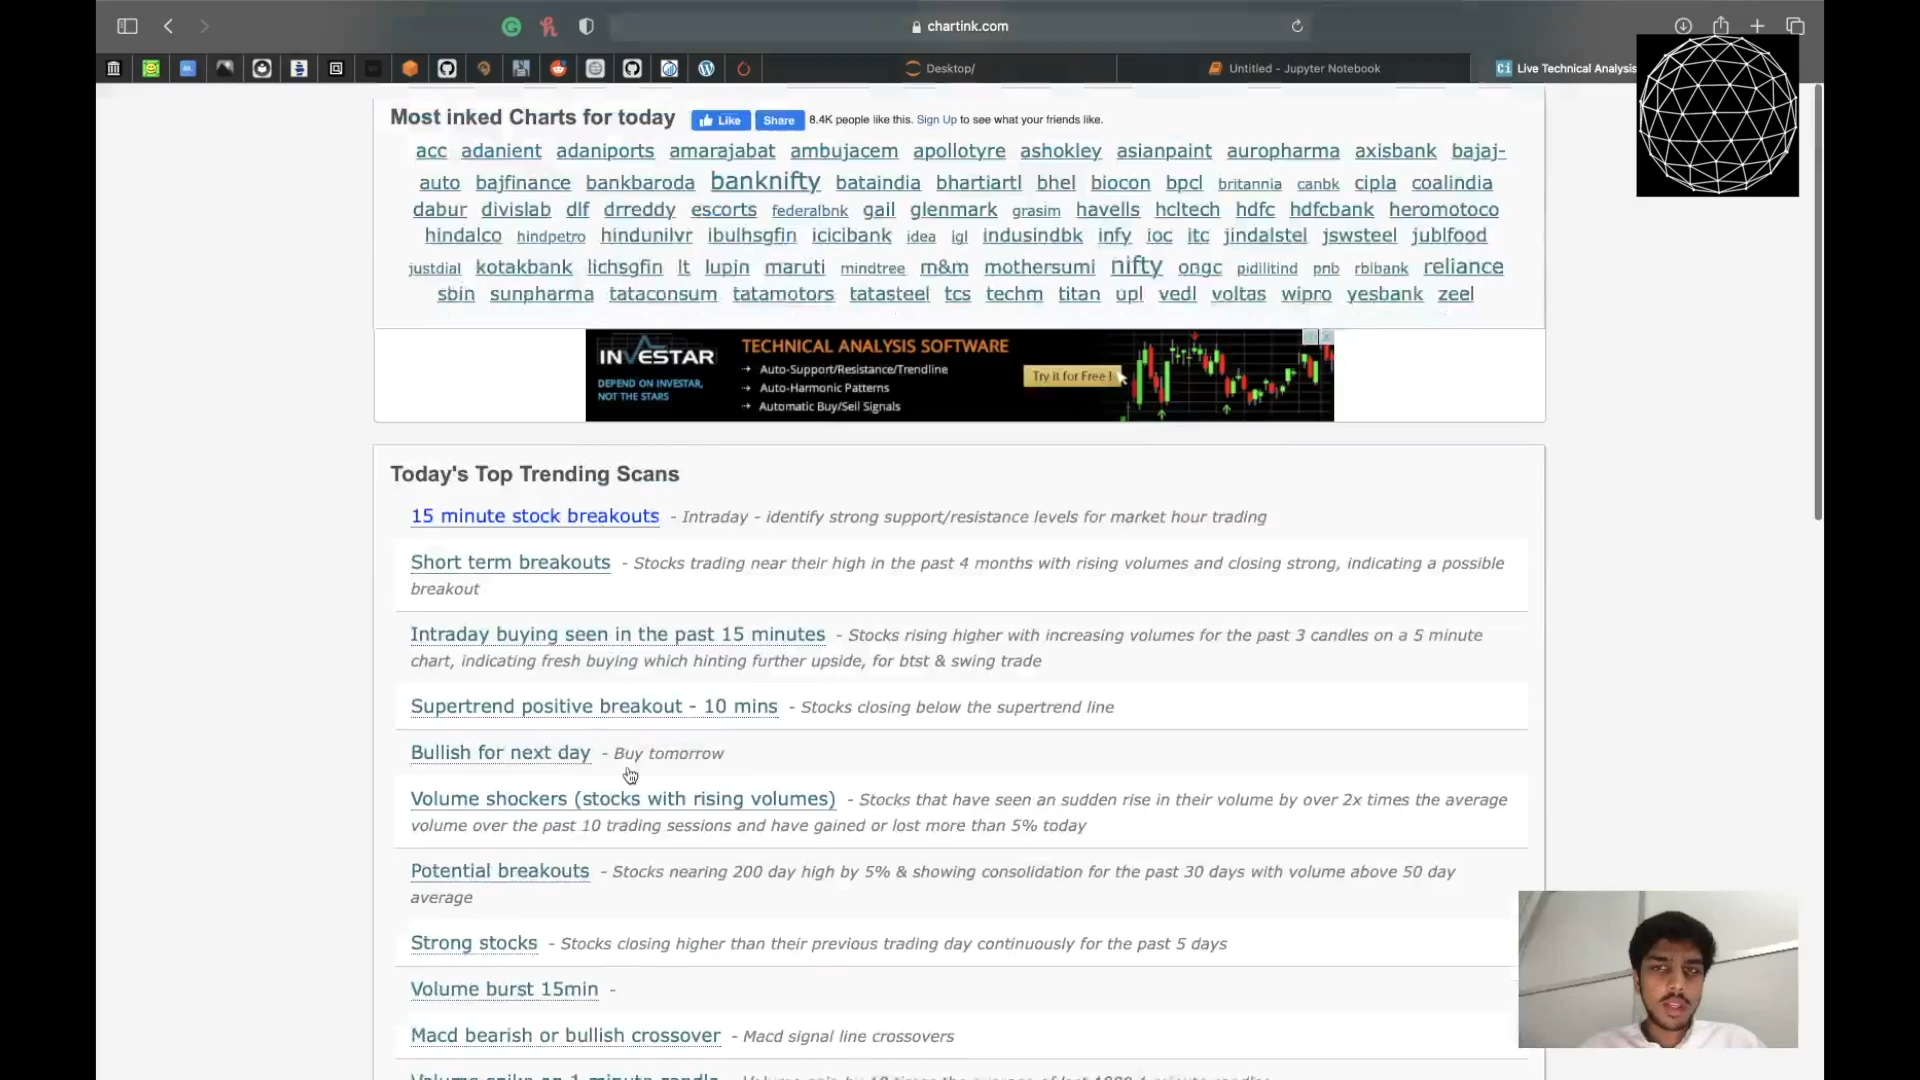 chartink.com
Desktop/
Untitled - Jupyter Notebook
Ci Live Technical Analysis
Most inked Charts for today
Like
Share
8.4K people like this. Sign Up to see what your friends like.
acc adanient adaniports amarajabat ambujacem apollotyre ashokley asianpaint auropharma axisbank bajaj-
auto bajfinance bankbaroda banknifty bataindia bhartiartl bhel biocon bpcl britannia canbk cipla coalindia
dabur divislab dlf drreddy escorts federalbnk gail glenmark grasim havells hcltech hdfc hdfcbank heromotoco
hindalco hindpetro hindunilvr ibulhsgfin icicibank idea igl indusindbk infy ioc itc jindalstel jswsteel jublfood
justdial kotakbank lichsgfin lt lupin maruti mindtree m&m mothersumi nifty ongc pidilitind pnb rblbank reliance
sbin sunpharma tataconsum tatamotors tatasteel tcs techm titan upl vedl voltas wipro yesbank zeel
INVESTAR
DEPEND ON INVESTAR,
NOT THE STARS
TECHNICAL ANALYSIS SOFTWARE
Auto-Support/Resistance/Trendline
Auto-Harmonic Patterns
Automatic Buy/Sell Signals
Try it for Free !
Today's Top Trending Scans
15 minute stock breakouts - Intraday - identify strong support/resistance levels for market hour trading
Short term breakouts - Stocks trading near their high in the past 4 months with rising volumes and closing strong, indicating a possible
breakout
Intraday buying seen in the past 15 minutes - Stocks rising higher with increasing volumes for the past 3 candles on a 5 minute
chart, indicating fresh buying which hinting further upside, for btst & swing trade
Supertrend positive breakout - 10 mins - Stocks closing below the supertrend line
Bullish for next day - Buy tomorrow
Volume shockers (stocks with rising volumes) - Stocks that have seen an sudden rise in their volume by over 2x times the average
volume over the past 10 trading sessions and have gained or lost more than 5% today
Potential breakouts - Stocks nearing 200 day high by 5% & showing consolidation for the past 30 days with volume above 50 day
average
Strong stocks - Stocks closing higher than their previous trading day continuously for the past 5 days
Volume burst 15min -
Macd bearish or bullish crossover - Macd signal line crossovers